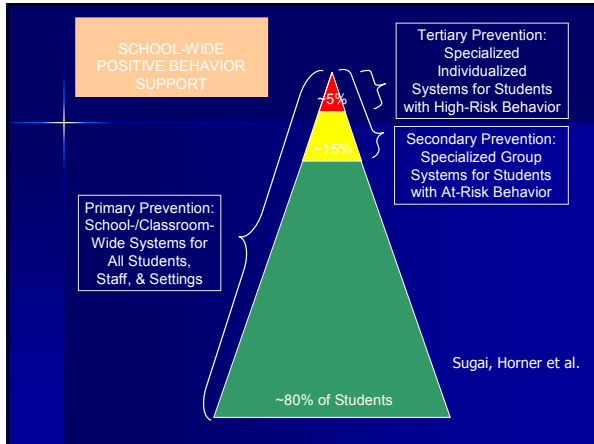 SCHOOL-WIDE
POSITIVE BEHAVIOR
SUPPORT
Tertiary Prevention:
Specialized
Individualized
Systems for Students
with High-Risk Behavior
~5%
Secondary Prevention:
Specialized Group
Systems for Students
with At-Risk Behavior
~15%
Primary Prevention:
School-/Classroom-
Wide Systems for
All Students,
Staff, & Settings
Sugai, Horner et al.
~80% of Students